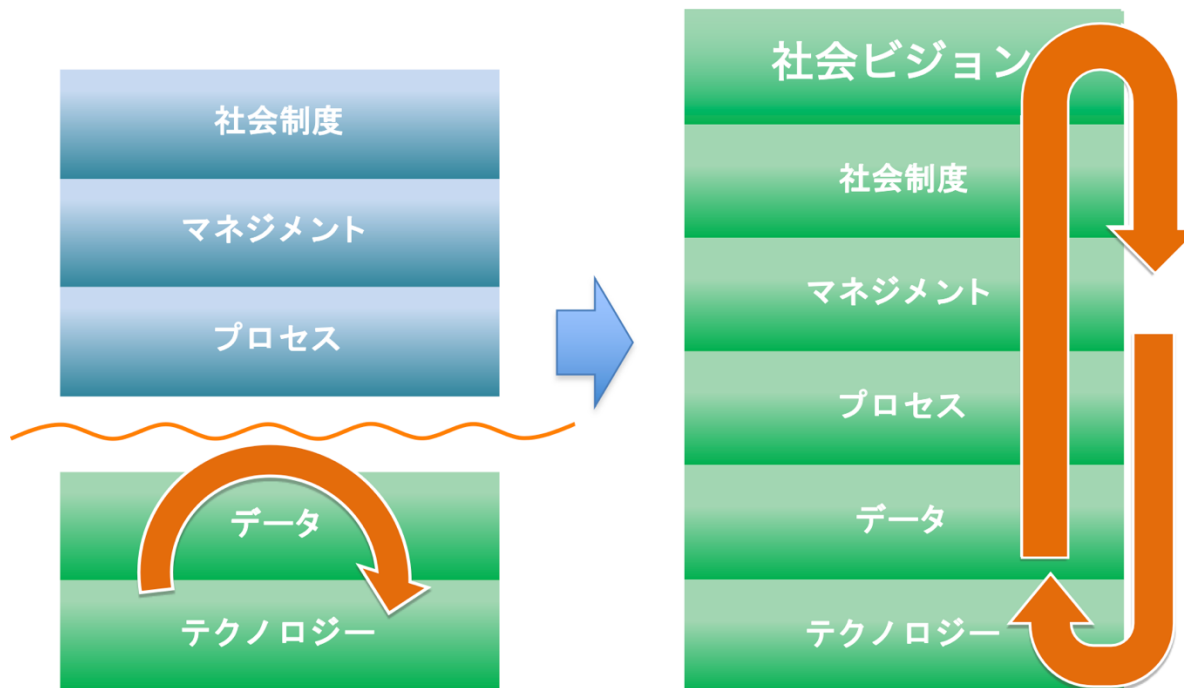 社会制度
マネジメント
プロセス
データ
テクノロジー
社会ビジョン
社会制度
マネジメント
プロセス
データ
テクノロジー